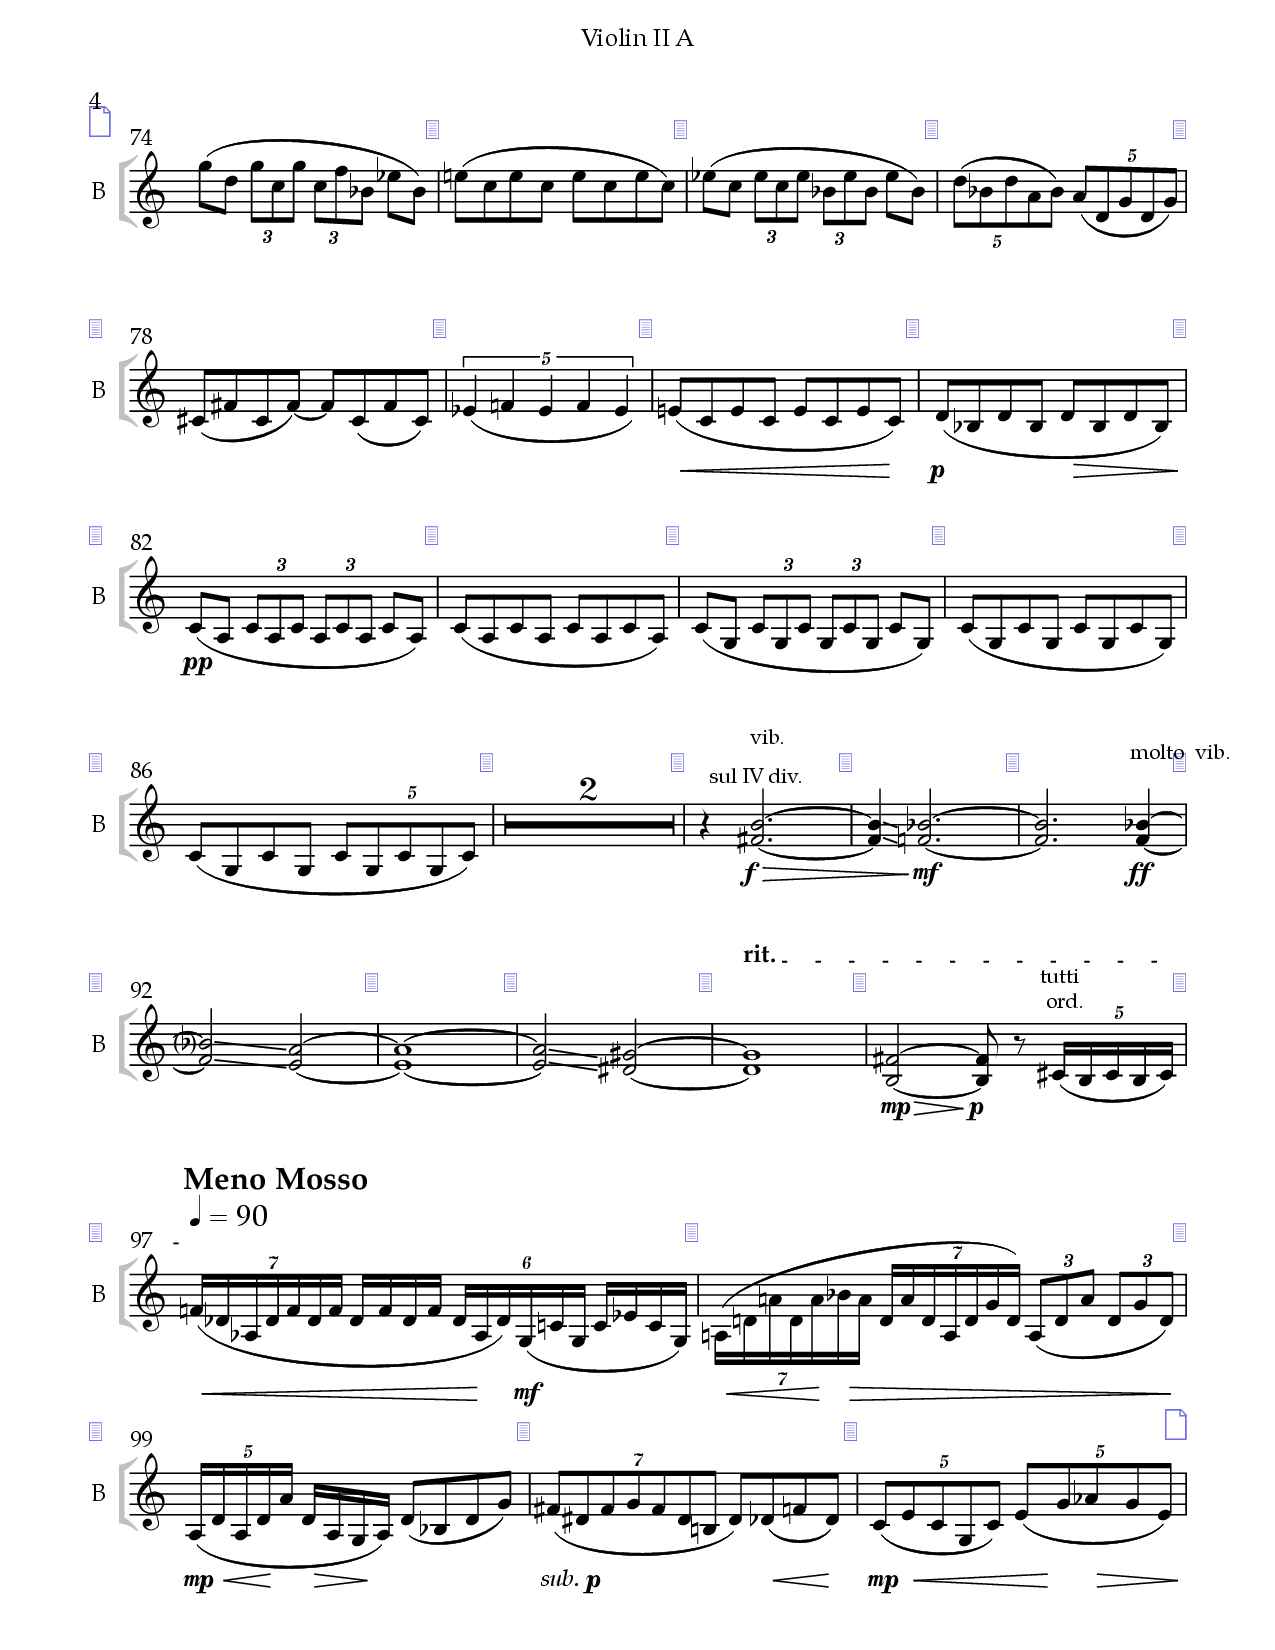 Violin II A
4
74
B
3 3 5 5
78
B
5
p
82
B
3 3 3 3
pp
vib.
molto vib.
86
sul IV div.
B
5 2
f mf ff
rit.
92
tutti
ord.
B
5
mp p
Meno Mosso
= 90
97
B
7 6 7 7 3 3
mf
99
B
5 7 5 5
mp sub. p mp